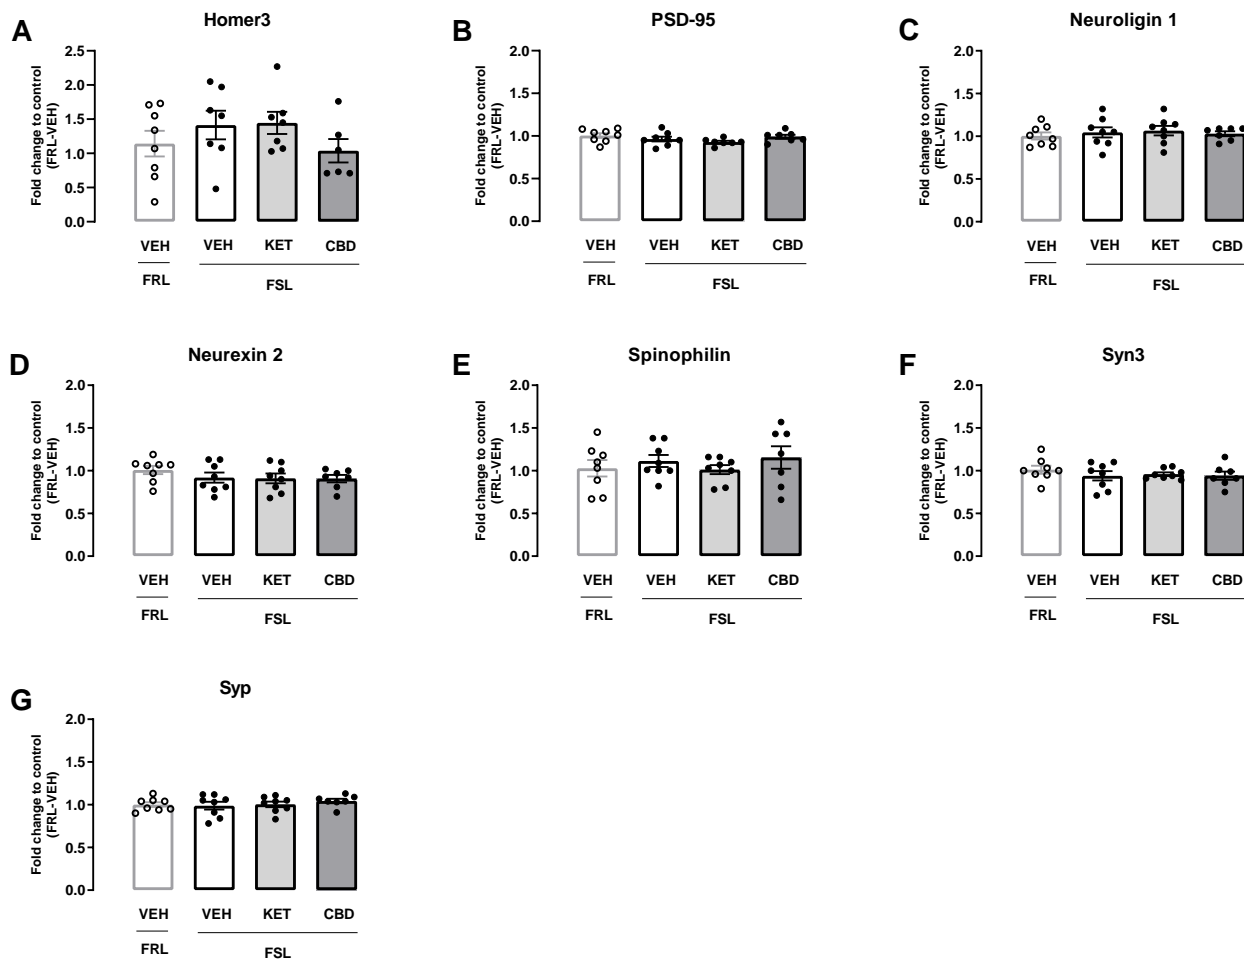 A
Homer3
Fold change to control
(FRL-VEH)
2.5
2.0
1.5
1.0
0.5
0.0
VEH VEH KET CBD
FRL FSL
B
PSD-95
Fold change to control
(FRL-VEH)
2.0
1.5
1.0
0.5
0.0
VEH VEH KET CBD
FRL FSL
C
Neuroligin 1
Fold change to control
(FRL-VEH)
2.0
1.5
1.0
0.5
0.0
VEH VEH KET CBD
FRL FSL
D
Neurexin 2
Fold change to control
(FRL-VEH)
2.0
1.5
1.0
0.5
0.0
VEH VEH KET CBD
FRL FSL
E
Spinophilin
Fold change to control
(FRL-VEH)
2.0
1.5
1.0
0.5
0.0
VEH VEH KET CBD
FRL FSL
F
Syn3
Fold change to control
(FRL-VEH)
2.0
1.5
1.0
0.5
0.0
VEH VEH KET CBD
FRL FSL
G
Syp
Fold change to control
(FRL-VEH)
2.0
1.5
1.0
0.5
0.0
VEH VEH KET CBD
FRL FSL